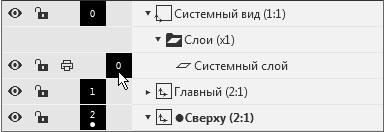 0 Системный вид (1:1)
Слои (x1)
0 Системный слой
1 Главный (2:1)
2 Сверху (2:1)